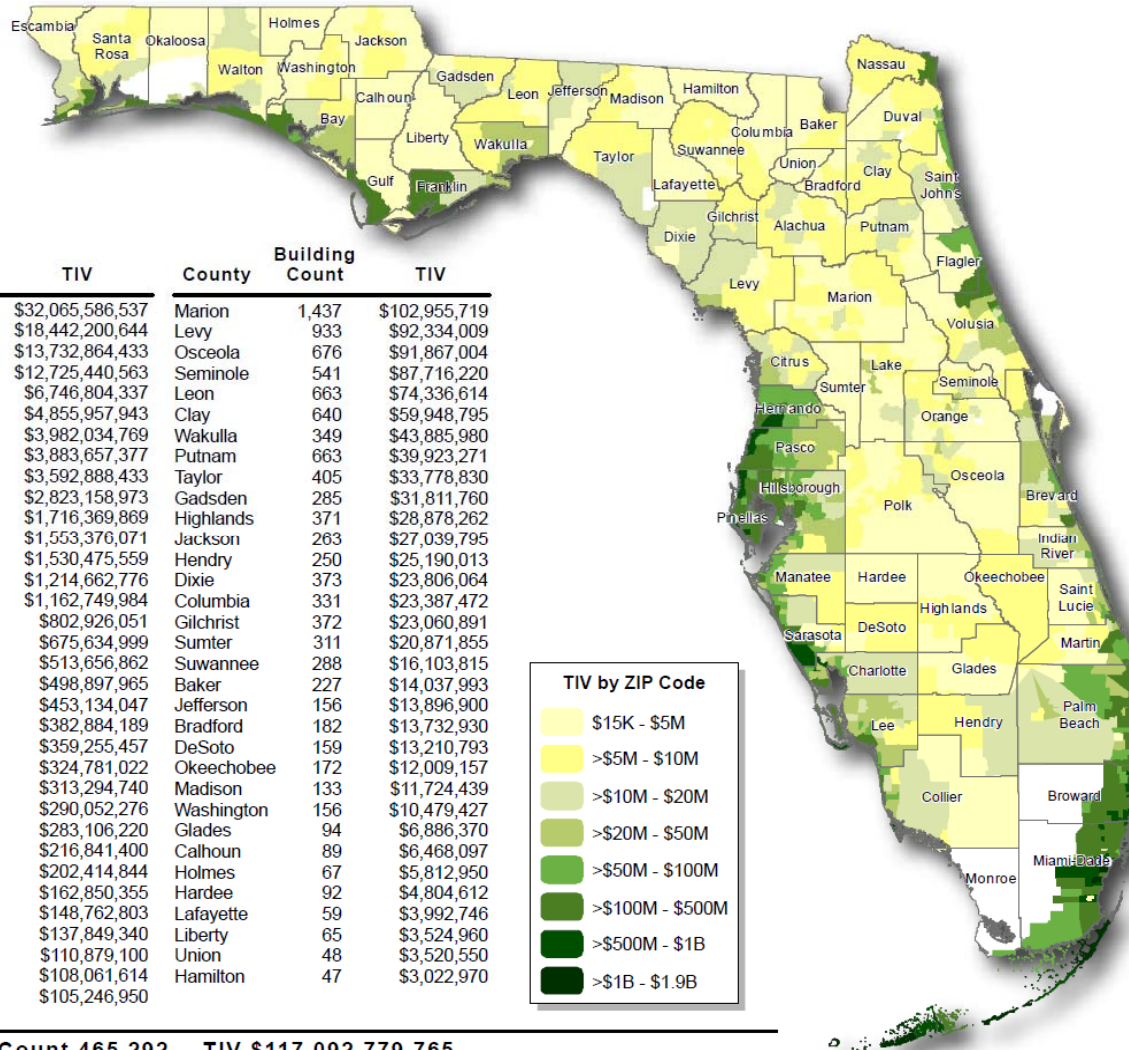 Escambia
Santa
Rosa
Okaloosa
Walton
Holmes
Washington
Jackson
Bay
Calhoun
Gulf
Liberty
Gadsden
Franklin
Leon
Wakulla
Jefferson
Madison
Taylor
Hamilton
Suwannee
Lafayette
Columbia
Baker
Union
Bradford
Nassau
Duval
Clay
Saint
Johns
Gilchrist
Dixie
Alachua
Putnam
Flagler
Levy
Marion
Volusia
Citrus
Sumter
Lake
Seminole
Orange
Hernando
Pasco
Hillsborough
Pinellas
Polk
Osceola
Brevard
Indian
River
Manatee
Hardee
Highlands
Okeechobee
Saint
Lucie
Sarasota
DeSoto
Martin
Charlotte
Glades
Palm
Beach
Lee
Hendry
Collier
Broward
Monroe
Miami-Dade
TIV County Building Count TIV
$32,065,586,537 Marion 1,437 $102,955,719
$18,442,200,644 Levy 933 $92,334,009
$13,732,864,433 Osceola 676 $91,867,004
$12,725,440,563 Seminole 541 $87,716,220
$6,746,804,337 Leon 663 $74,336,614
$4,855,957,943 Clay 640 $59,948,795
$3,982,034,769 Wakulla 349 $43,885,980
$3,883,657,377 Putnam 663 $39,923,271
$3,592,888,433 Taylor 405 $33,778,830
$2,823,158,973 Gadsden 285 $31,811,760
$1,716,369,869 Highlands 371 $28,878,262
$1,553,376,071 Jackson 263 $27,039,795
$1,530,475,559 Hendry 250 $25,190,013
$1,214,662,776 Dixie 373 $23,806,064
$1,162,749,984 Columbia 331 $23,387,472
$802,926,051 Gilchrist 372 $23,060,891
$675,634,999 Sumter 311 $20,871,855
$513,656,862 Suwannee 288 $16,103,815
$498,897,965 Baker 227 $14,037,993
$453,134,047 Jefferson 156 $13,896,900
$382,884,189 Bradford 182 $13,732,930
$359,255,457 DeSoto 159 $13,210,793
$324,781,022 Okeechobee 172 $12,009,157
$313,294,740 Madison 133 $11,724,439
$290,052,276 Washington 156 $10,479,427
$283,106,220 Glades 94 $6,886,370
$216,841,400 Calhoun 89 $6,468,097
$202,414,844 Holmes 67 $5,812,950
$162,850,355 Hardee 92 $4,804,612
$148,762,803 Lafayette 59 $3,992,746
$137,849,340 Liberty 65 $3,524,960
$110,879,100 Union 48 $3,520,550
$108,061,614 Hamilton 47 $3,022,970
$105,246,950
TIV by ZIP Code
$15K - $5M
>$5M - $10M
>$10M - $20M
>$20M - $50M
>$50M - $100M
>$100M - $500M
>$500M - $1B
>$1B - $1.9B
Count 465,292 TIV $117,092,779,765